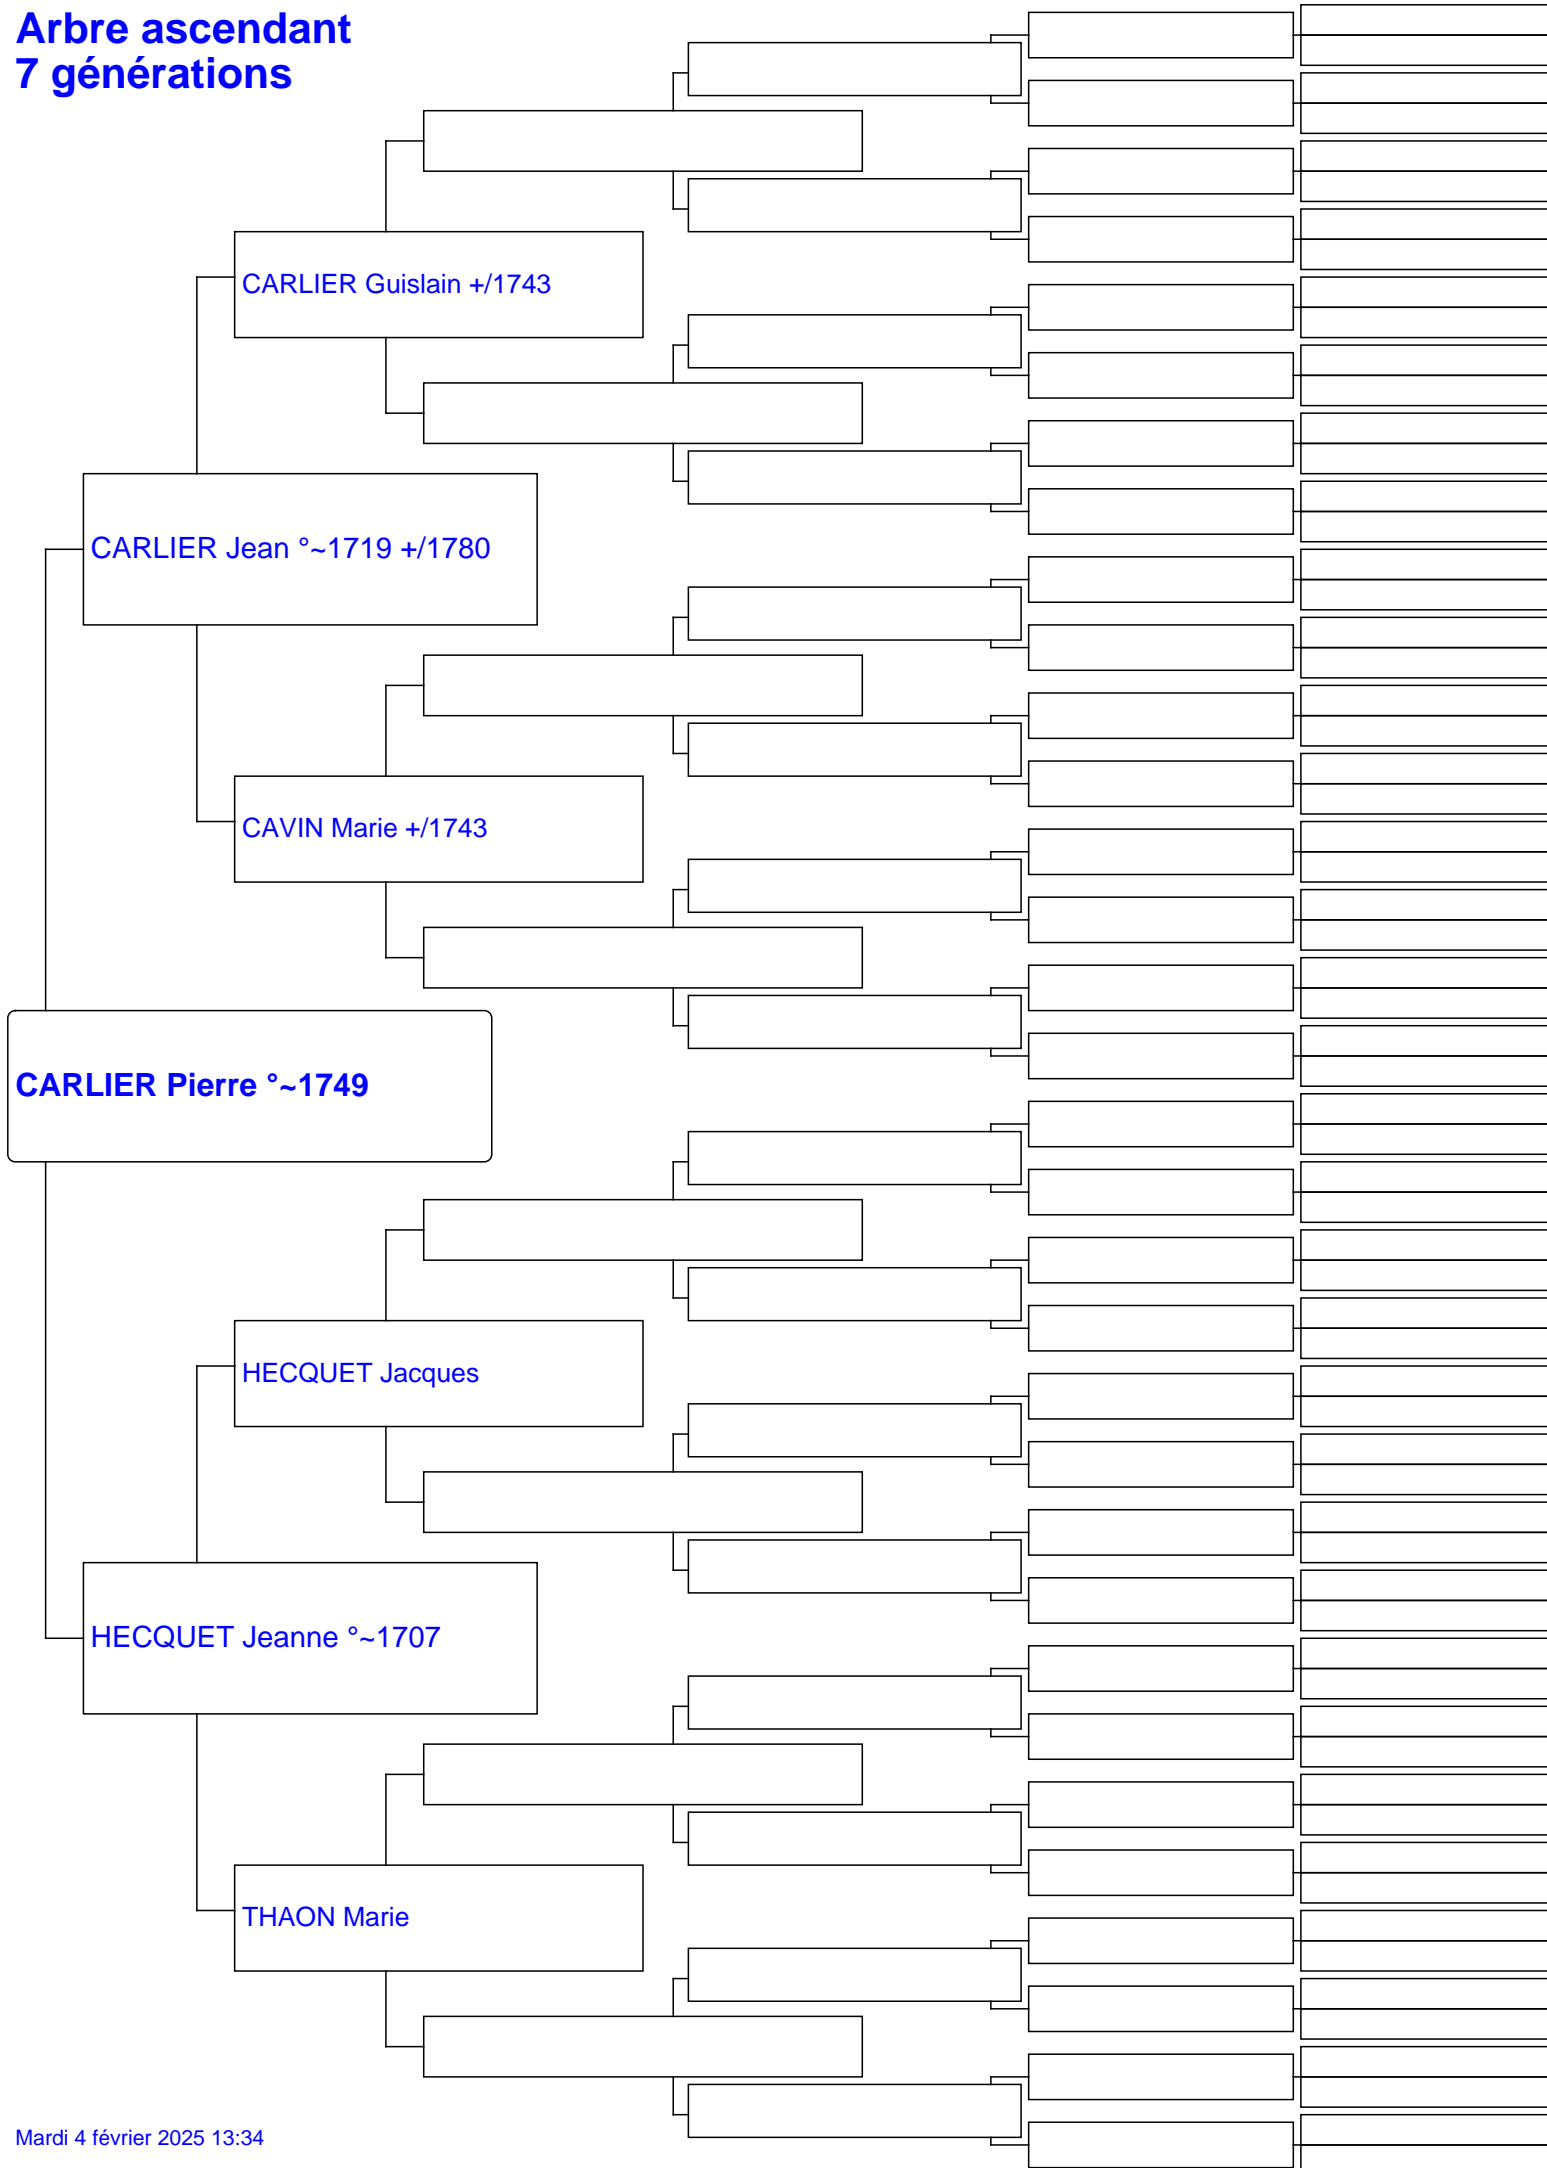 Arbre ascendant
7 générations
CARLIER Guislain +/1743
CARLIER Jean °~1719 +/1780
CAVIN Marie +/1743
CARLIER Pierre °~1749
HECQUET Jacques
HECQUET Jeanne °~1707
THAON Marie
Mardi 4 février 2025 13:34